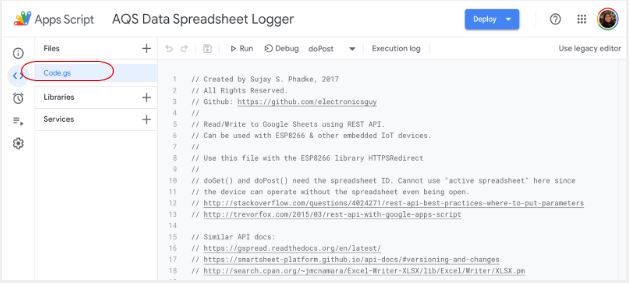 Apps Script
AQS Data Spreadsheet Logger
Deploy
Files
Run
Debug
doPost
Execution log
Use legacy editor
Code.gs
Libraries
Services
1 // Created by Sujay S. Phadke, 2017
2 // All Rights Reserved.
3 // Github: https://github.com/electronicsguy
4 //
5 // Read/Write to Google Sheets using REST API.
6 // Can be used with ESP8266 & other embedded IoT devices.
7 //
8 // Use this file with the ESP8266 library HTTPSRedirect
9 //
10 // doGet() and doPost() need the spreadsheet ID. Cannot use "active spreadsheet" here since
11 // the device can operate without the spreadsheet even being open.
12 // http://stackoverflow.com/questions/4024271/rest-api-best-practices-where-to-put-parameters
13 // http://trevorfox.com/2015/03/rest-api-with-google-apps-script
14
15 // Similar API docs:
16 // https://gspread.readthedocs.org/en/latest/
17 // https://smartsheet-platform.github.io/api-docs/#versioning-and-changes
18 // http://search.cpan.org/~jmcnamara/Excel-Writer-XLSX/lib/Excel/Writer/XLSX.pm